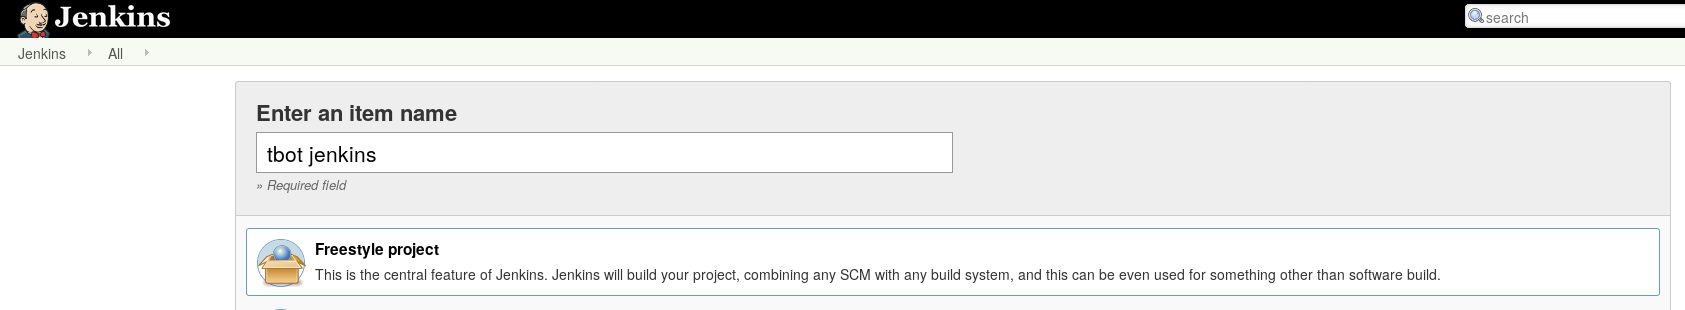 Jenkins
search
Jenkins All
Enter an item name
tbot jenkins
» Required field
Freestyle project
This is the central feature of Jenkins. Jenkins will build your project, combining any SCM with any build system, and this can be even used for something other than software build.